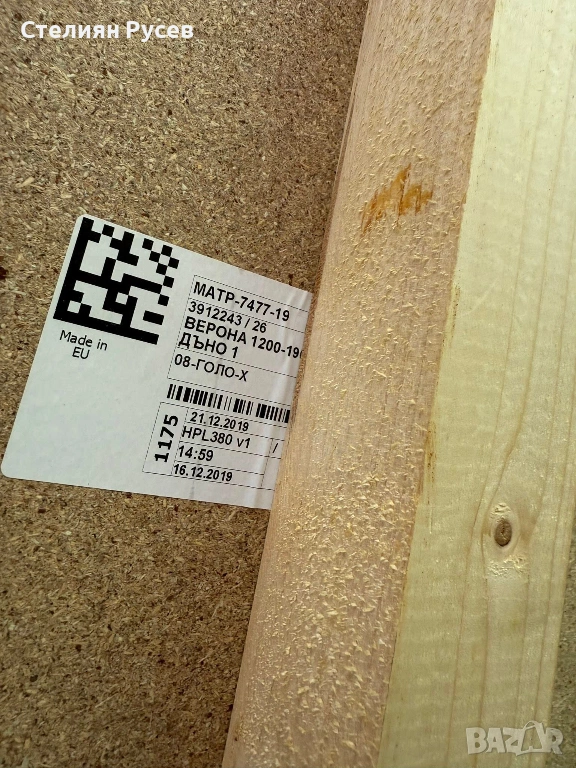 Стелиян Русев
Made in
EU
МАТР-7477-19
3912243 / 26
ВЕРОНА 1200-19
ДЪНО 1
08-ГОЛО-Х
1175
21.12.2019
HPL380 v1 /
14:59
16.12.2019
BAZAR